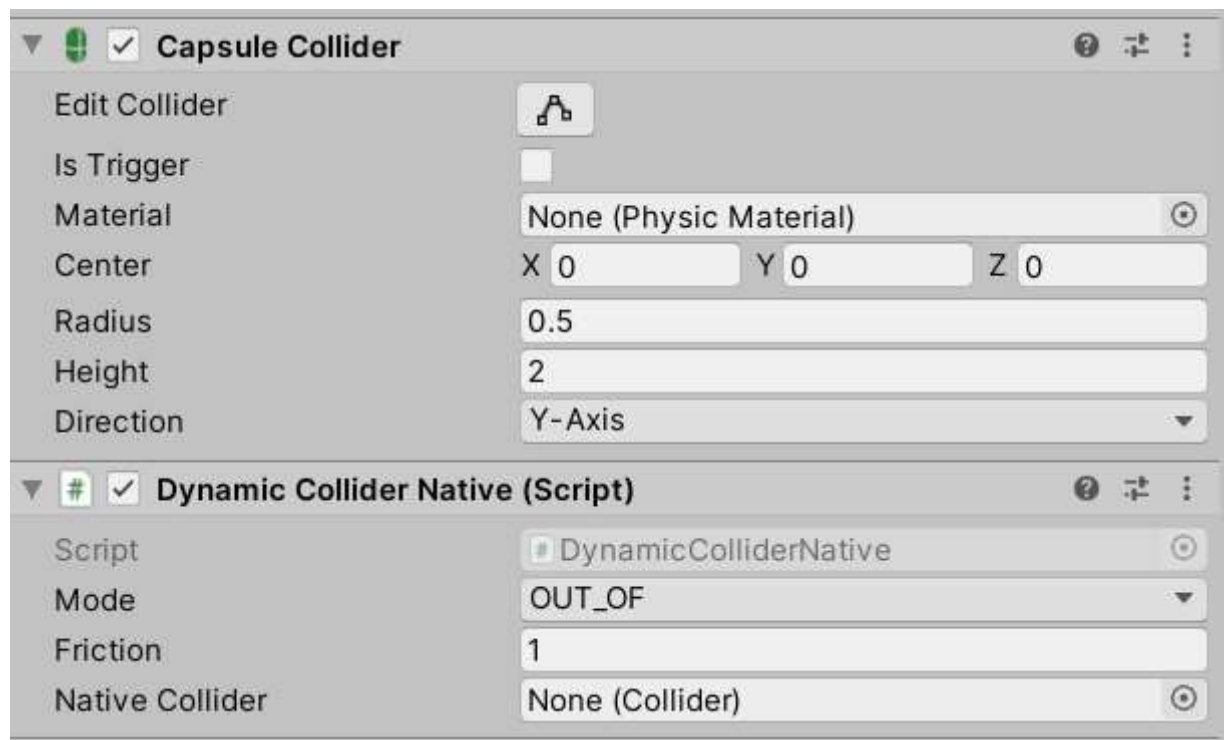 Capsule Collider
Edit Collider
Is Trigger
Material None (Physic Material)
Center X 0 Y 0 Z 0
Radius 0.5
Height 2
Direction Y-Axis
# Dynamic Collider Native (Script)
Script # DynamicColliderNative
Mode OUT_OF
Friction 1
Native Collider None (Collider)